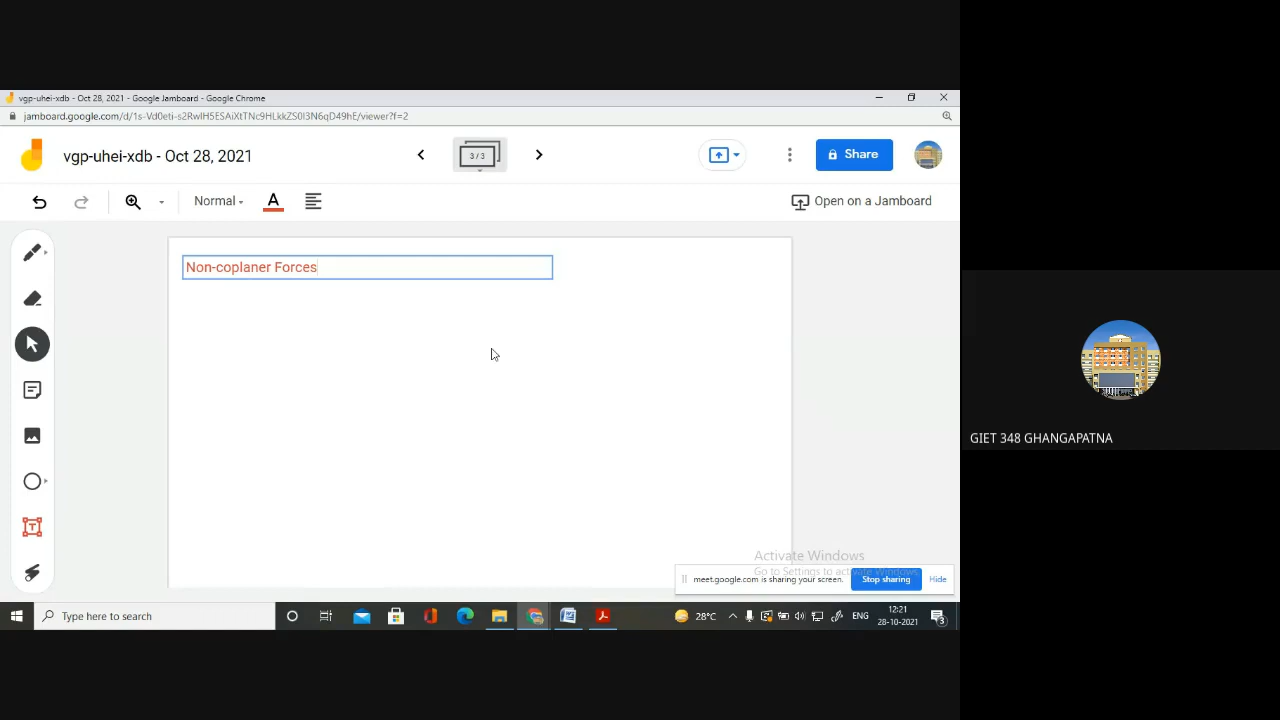 vgp-uhei-xdb - Oct 28, 2021 - Google Jamboard - Google Chrome
jamboard.google.com/d/1s-Vd0eti-s2RwIH5ESAiXtTNc9HLkkZS0I3N6qD49hE/viewer?f=2
vgp-uhei-xdb - Oct 28, 2021
3 / 3
Share
Normal
A
Open on a Jamboard
Non-coplaner Forces
T
GIET 348 GHANGAPATNA
Activate Windows
Go to Settings to activate Windows.
meet.google.com is sharing your screen.
Stop sharing
Hide
Type here to search
28°C
ENG
12:21
28-10-2021
3